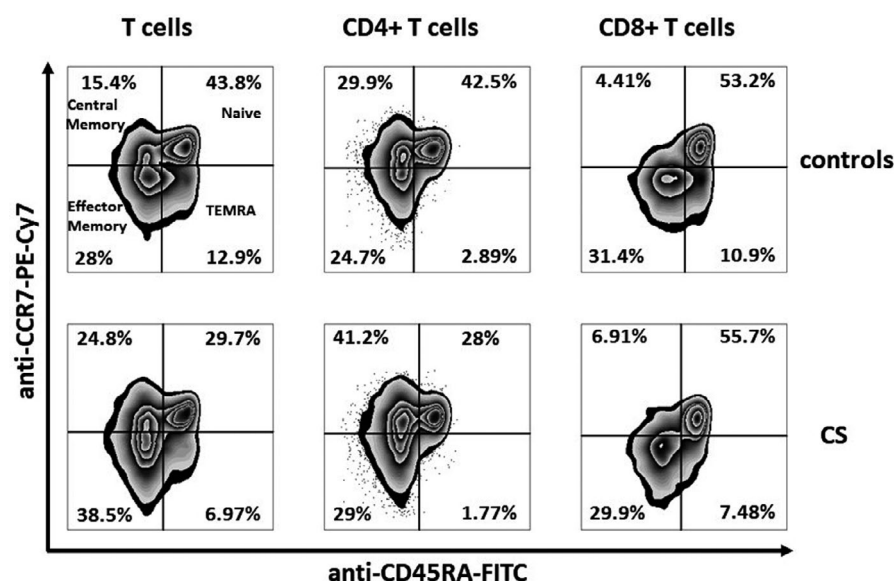 T cells
CD4+ T cells
CD8+ T cells
15.4%
43.8%
Central
Memory
Naive
Effector
Memory
TEMRA
28%
12.9%
29.9%
42.5%
24.7%
2.89%
4.41%
53.2%
31.4%
10.9%
controls
24.8%
29.7%
38.5%
6.97%
41.2%
28%
29%
1.77%
6.91%
55.7%
29.9%
7.48%
CS
anti-CCR7-PE-Cy7
anti-CD45RA-FITC